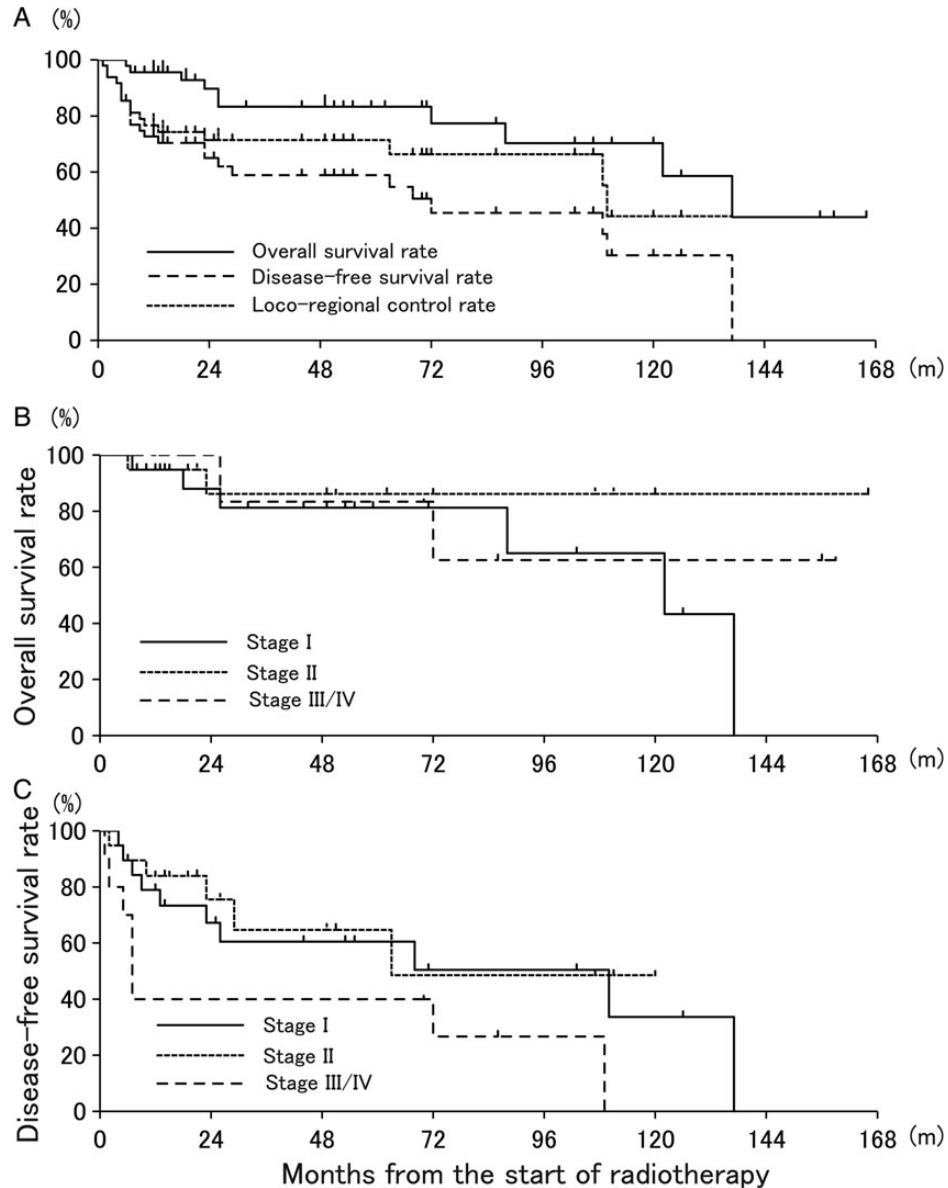 A (%)
100
80
60
40
20
0
Overall survival rate
Disease-free survival rate
Loco-regional control rate
0 24 48 72 96 120 144 168 (m)
B (%)
Overall survival rate
100
80
60
40
20
0
Stage I
Stage II
Stage III/IV
0 24 48 72 96 120 144 168 (m)
C (%)
Disease-free survival rate
100
80
60
40
20
0
Stage I
Stage II
Stage III/IV
0 24 48 72 96 120 144 168 (m)
Months from the start of radiotherapy